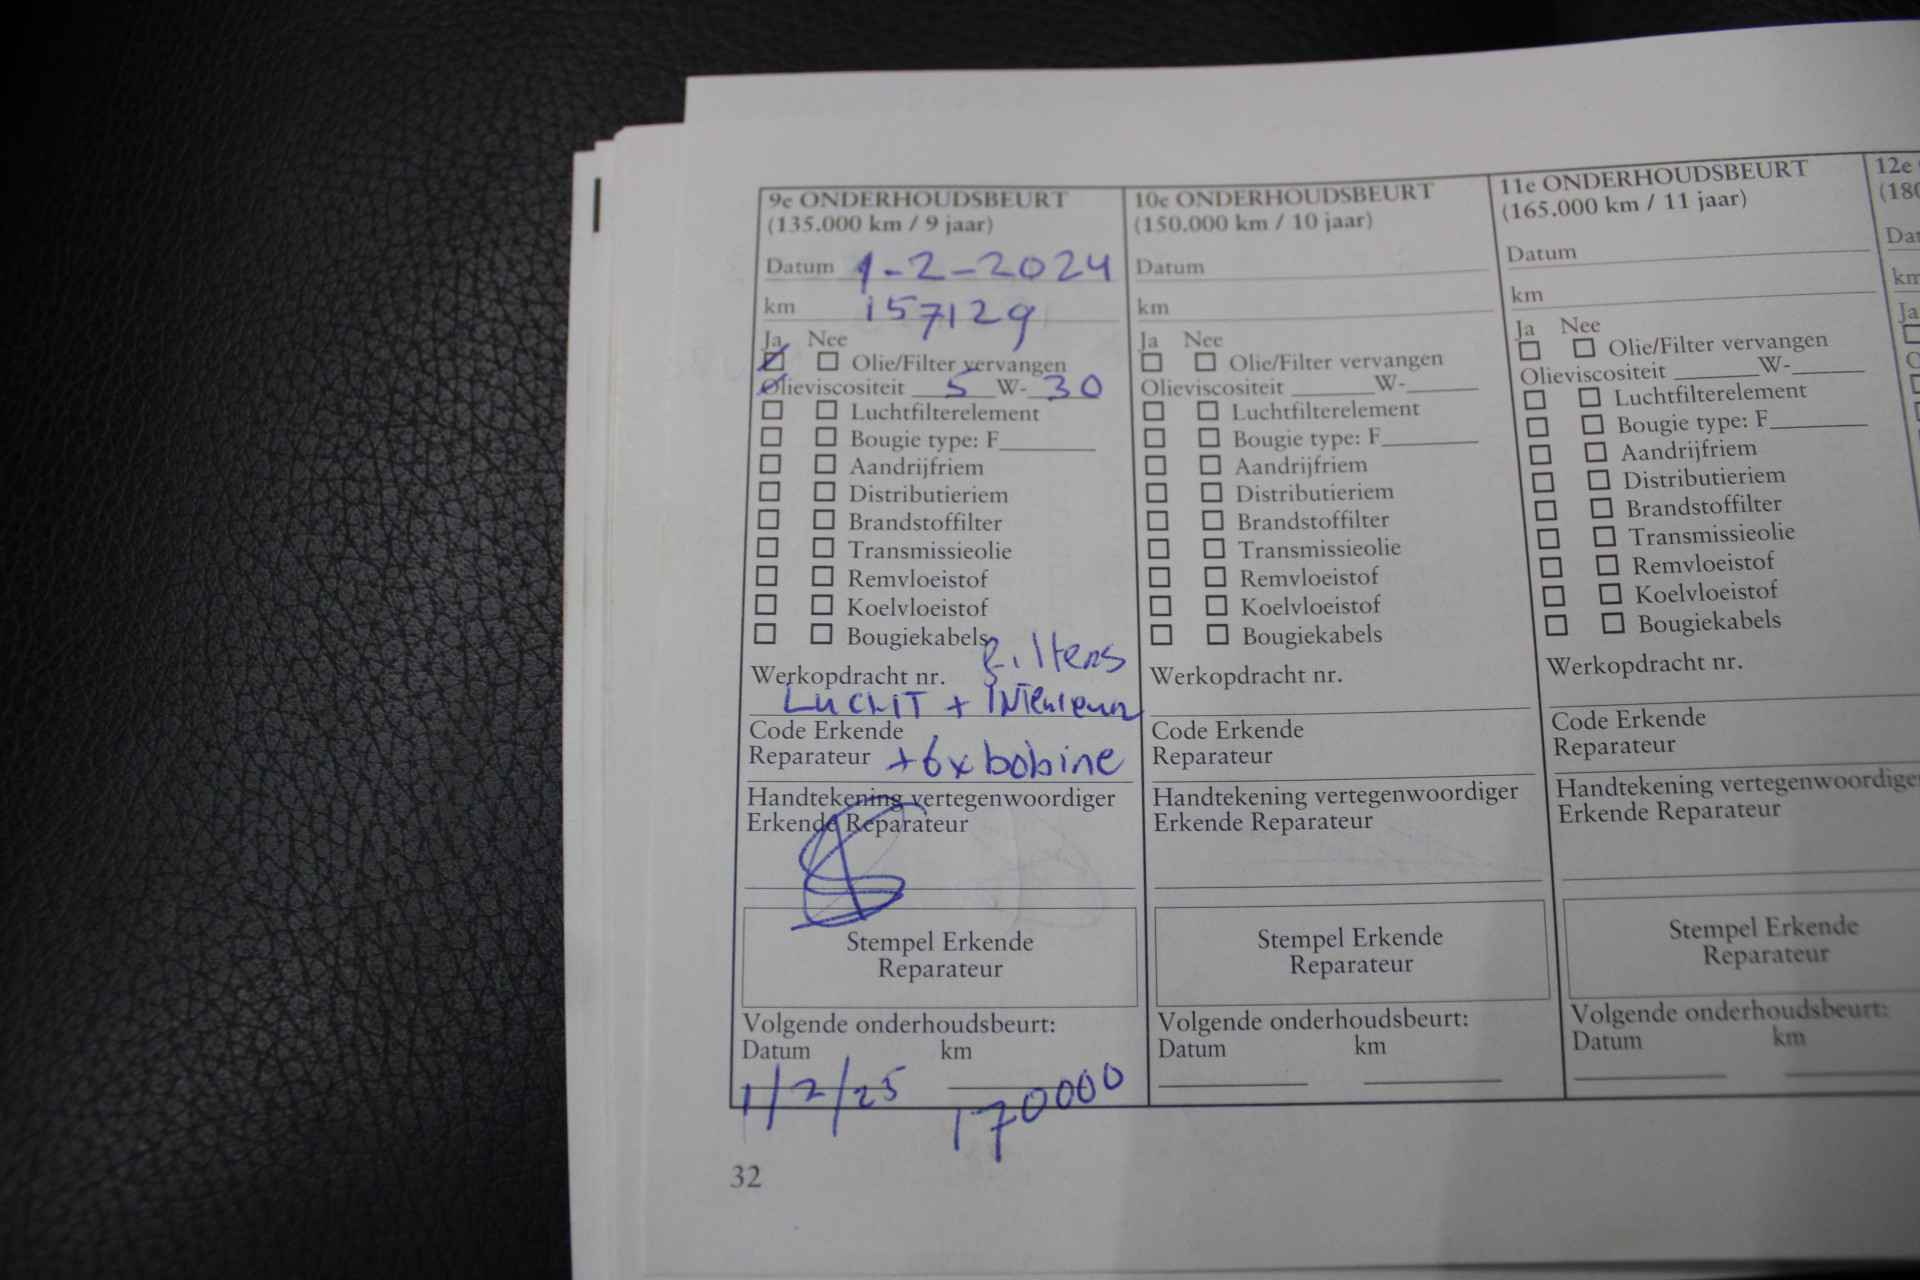 9e ONDERHOUDSBEURT
(135.000 km / 9 jaar)
Datum 1-2-2024
km 157129
Ja Nee
Olie/Filter vervangen
Olieviscositeit 5 W- 30
Luchtfilterelement
Bougie type: F
Aandrijfriem
Distributieriem
Brandstoffilter
Transmissieolie
Remvloeistof
Koelvloeistof
Bougiekabels
Filters
Werkopdracht nr.
LuchT + INTerieur
Code Erkende
Reparateur +6x bobine
Handtekening vertegenwoordiger
Erkende Reparateur
Stempel Erkende
Reparateur
Volgende onderhoudsbeurt:
Datum km
1/2/25 170000
32
10e ONDERHOUDSBEURT
(150.000 km / 10 jaar)
Datum
km
Ja Nee
Olie/Filter vervangen
Olieviscositeit W-
Luchtfilterelement
Bougie type: F
Aandrijfriem
Distributieriem
Brandstoffilter
Transmissieolie
Remvloeistof
Koelvloeistof
Bougiekabels
Werkopdracht nr.
Code Erkende
Reparateur
Handtekening vertegenwoordiger
Erkende Reparateur
Stempel Erkende
Reparateur
Volgende onderhoudsbeurt:
Datum km
11e ONDERHOUDSBEURT
(165.000 km / 11 jaar)
Datum
km
Ja Nee
Olie/Filter vervangen
Olieviscositeit W-
Luchtfilterelement
Bougie type: F
Aandrijfriem
Distributieriem
Brandstoffilter
Transmissieolie
Remvloeistof
Koelvloeistof
Bougiekabels
Werkopdracht nr.
Code Erkende
Reparateur
Handtekening vertegenwoordiger
Erkende Reparateur
Stempel Erkende
Reparateur
Volgende onderhoudsbeurt:
Datum km
12e
(180
Dat
km
Ja
O